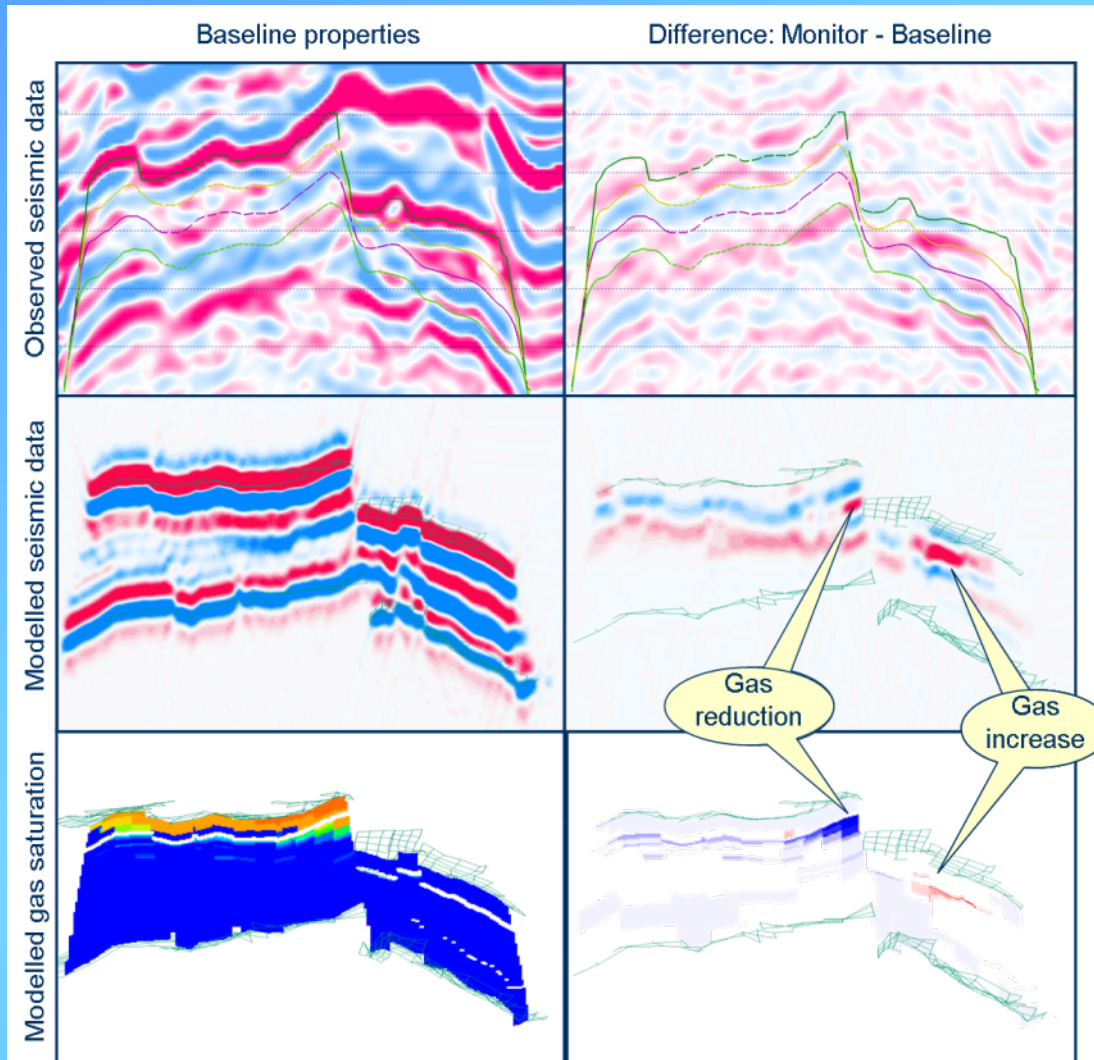 Baseline properties
Difference: Monitor - Baseline
Observed seismic data
Modelled seismic data
Gas
reduction
Gas
increase
Modelled gas saturation